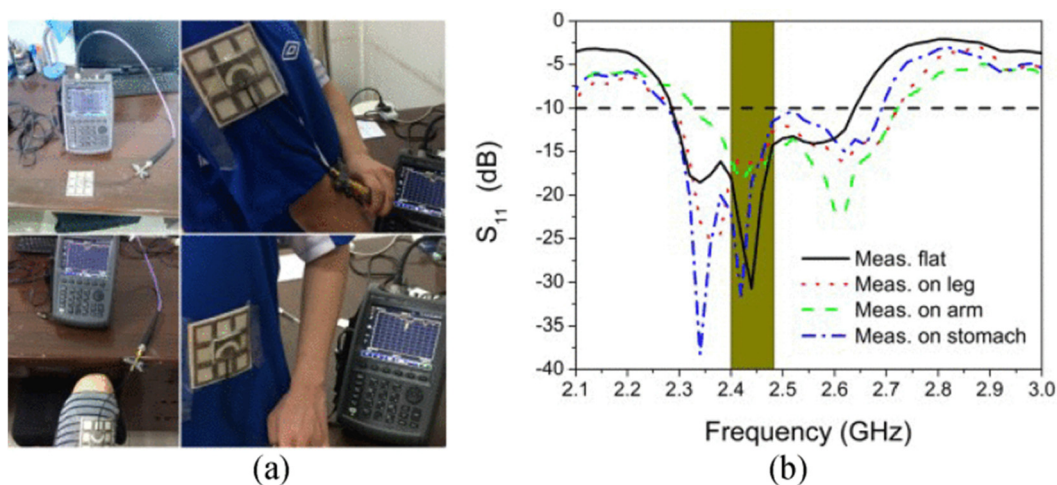 0
-5
-10
-15
-20
-25
-30
-35
-40
S11 (dB)
Meas. flat
Meas. on leg
Meas. on arm
Meas. on stomach
2.1 2.2 2.3 2.4 2.5 2.6 2.7 2.8 2.9 3.0
Frequency (GHz)
(a) (b)